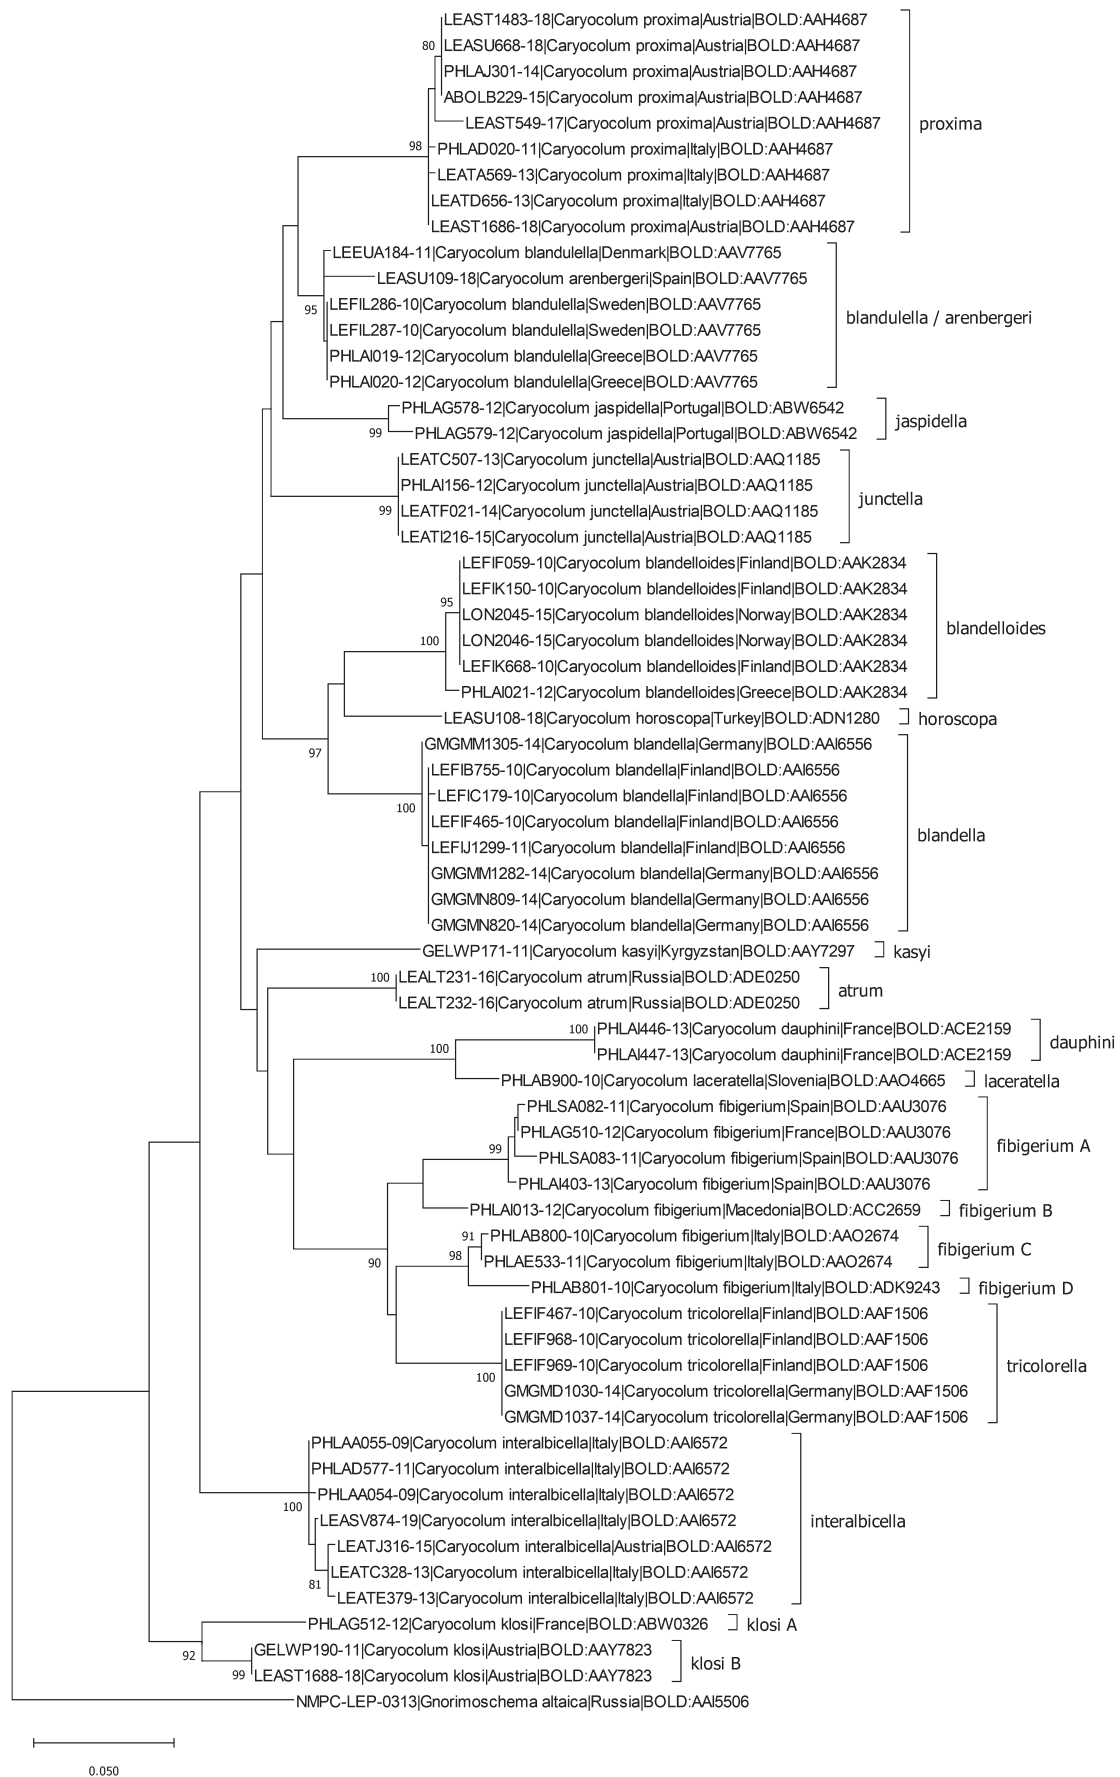 LEAST1483-18|Caryocolum proxima|Austria|BOLD:AAH4687
80
LEASU668-18|Caryocolum proxima|Austria|BOLD:AAH4687
PHLAJ301-14|Caryocolum proxima|Austria|BOLD:AAH4687
ABOLB229-15|Caryocolum proxima|Austria|BOLD:AAH4687
LEAST549-17|Caryocolum proxima|Austria|BOLD:AAH4687
proxima
98
PHLAD020-11|Caryocolum proxima|Italy|BOLD:AAH4687
LEATA569-13|Caryocolum proxima|Italy|BOLD:AAH4687
LEATD656-13|Caryocolum proxima|Italy|BOLD:AAH4687
LEAST1686-18|Caryocolum proxima|Austria|BOLD:AAH4687
LEEUA184-11|Caryocolum blandulella|Denmark|BOLD:AAV7765
LEASU109-18|Caryocolum arenbergeri|Spain|BOLD:AAV7765
95
LEFIL286-10|Caryocolum blandulella|Sweden|BOLD:AAV7765
blandulella / arenbergeri
LEFIL287-10|Caryocolum blandulella|Sweden|BOLD:AAV7765
PHLAI019-12|Caryocolum blandulella|Greece|BOLD:AAV7765
PHLAI020-12|Caryocolum blandulella|Greece|BOLD:AAV7765
PHLAG578-12|Caryocolum jaspidella|Portugal|BOLD:ABW6542
jaspidella
99
PHLAG579-12|Caryocolum jaspidella|Portugal|BOLD:ABW6542
LEATC507-13|Caryocolum junctella|Austria|BOLD:AAQ1185
PHLAI156-12|Caryocolum junctella|Austria|BOLD:AAQ1185
junctella
99
LEATF021-14|Caryocolum junctella|Austria|BOLD:AAQ1185
LEATI216-15|Caryocolum junctella|Austria|BOLD:AAQ1185
LEFIF059-10|Caryocolum blandelloides|Finland|BOLD:AAK2834
LEFIK150-10|Caryocolum blandelloides|Finland|BOLD:AAK2834
95
LON2045-15|Caryocolum blandelloides|Norway|BOLD:AAK2834
blandelloides
100
LON2046-15|Caryocolum blandelloides|Norway|BOLD:AAK2834
LEFIK668-10|Caryocolum blandelloides|Finland|BOLD:AAK2834
PHLAI021-12|Caryocolum blandelloides|Greece|BOLD:AAK2834
LEASU108-18|Caryocolum horoscopa|Turkey|BOLD:ADN1280
horoscopa
97
GMGMM1305-14|Caryocolum blandella|Germany|BOLD:AAI6556
LEFIB755-10|Caryocolum blandella|Finland|BOLD:AAI6556
LEFIC179-10|Caryocolum blandella|Finland|BOLD:AAI6556
100
LEFIF465-10|Caryocolum blandella|Finland|BOLD:AAI6556
blandella
LEFIJ1299-11|Caryocolum blandella|Finland|BOLD:AAI6556
GMGMM1282-14|Caryocolum blandella|Germany|BOLD:AAI6556
GMGMN809-14|Caryocolum blandella|Germany|BOLD:AAI6556
GMGMN820-14|Caryocolum blandella|Germany|BOLD:AAI6556
GELWP171-11|Caryocolum kasyi|Kyrgyzstan|BOLD:AAY7297
kasyi
100
LEALT231-16|Caryocolum atrum|Russia|BOLD:ADE0250
atrum
LEALT232-16|Caryocolum atrum|Russia|BOLD:ADE0250
100
PHLAI446-13|Caryocolum dauphini|France|BOLD:ACE2159
dauphini
100
PHLAI447-13|Caryocolum dauphini|France|BOLD:ACE2159
PHLAB900-10|Caryocolum laceratella|Slovenia|BOLD:AAO4665
laceratella
PHLSA082-11|Caryocolum fibigerium|Spain|BOLD:AAU3076
PHLAG510-12|Caryocolum fibigerium|France|BOLD:AAU3076
fibigerium A
99
PHLSA083-11|Caryocolum fibigerium|Spain|BOLD:AAU3076
PHLAI403-13|Caryocolum fibigerium|Spain|BOLD:AAU3076
PHLAI013-12|Caryocolum fibigerium|Macedonia|BOLD:ACC2659
fibigerium B
91
PHLAB800-10|Caryocolum fibigerium|Italy|BOLD:AAO2674
fibigerium C
98
90
PHLAE533-11|Caryocolum fibigerium|Italy|BOLD:AAO2674
PHLAB801-10|Caryocolum fibigerium|Italy|BOLD:ADK9243
fibigerium D
LEFIF467-10|Caryocolum tricolorella|Finland|BOLD:AAF1506
LEFIF968-10|Caryocolum tricolorella|Finland|BOLD:AAF1506
LEFIF969-10|Caryocolum tricolorella|Finland|BOLD:AAF1506
tricolorella
100
GMGMD1030-14|Caryocolum tricolorella|Germany|BOLD:AAF1506
GMGMD1037-14|Caryocolum tricolorella|Germany|BOLD:AAF1506
PHLAA055-09|Caryocolum interalbicella|Italy|BOLD:AAI6572
PHLAD577-11|Caryocolum interalbicella|Italy|BOLD:AAI6572
PHLAA054-09|Caryocolum interalbicella|Italy|BOLD:AAI6572
100
LEASV874-19|Caryocolum interalbicella|Italy|BOLD:AAI6572
interalbicella
LEATJ316-15|Caryocolum interalbicella|Austria|BOLD:AAI6572
LEATC328-13|Caryocolum interalbicella|Italy|BOLD:AAI6572
81
LEATE379-13|Caryocolum interalbicella|Italy|BOLD:AAI6572
PHLAG512-12|Caryocolum klosi|France|BOLD:ABW0326
klosi A
92
GELWP190-11|Caryocolum klosi|Austria|BOLD:AAY7823
klosi B
99
LEAST1688-18|Caryocolum klosi|Austria|BOLD:AAY7823
NMPC-LEP-0313|Gnorimoschema altaica|Russia|BOLD:AAI5506
0.050